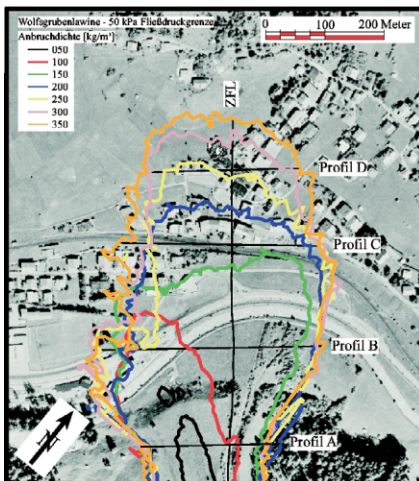 Wolfsgrubenlawine - 50 kPa Fließdruckgrenze
Anbruchdichte [kg/m³]
050
100
150
200
250
300
350
0 100 200 Meter
ZFL
Profil D
Profil C
Profil B
Profil A
N